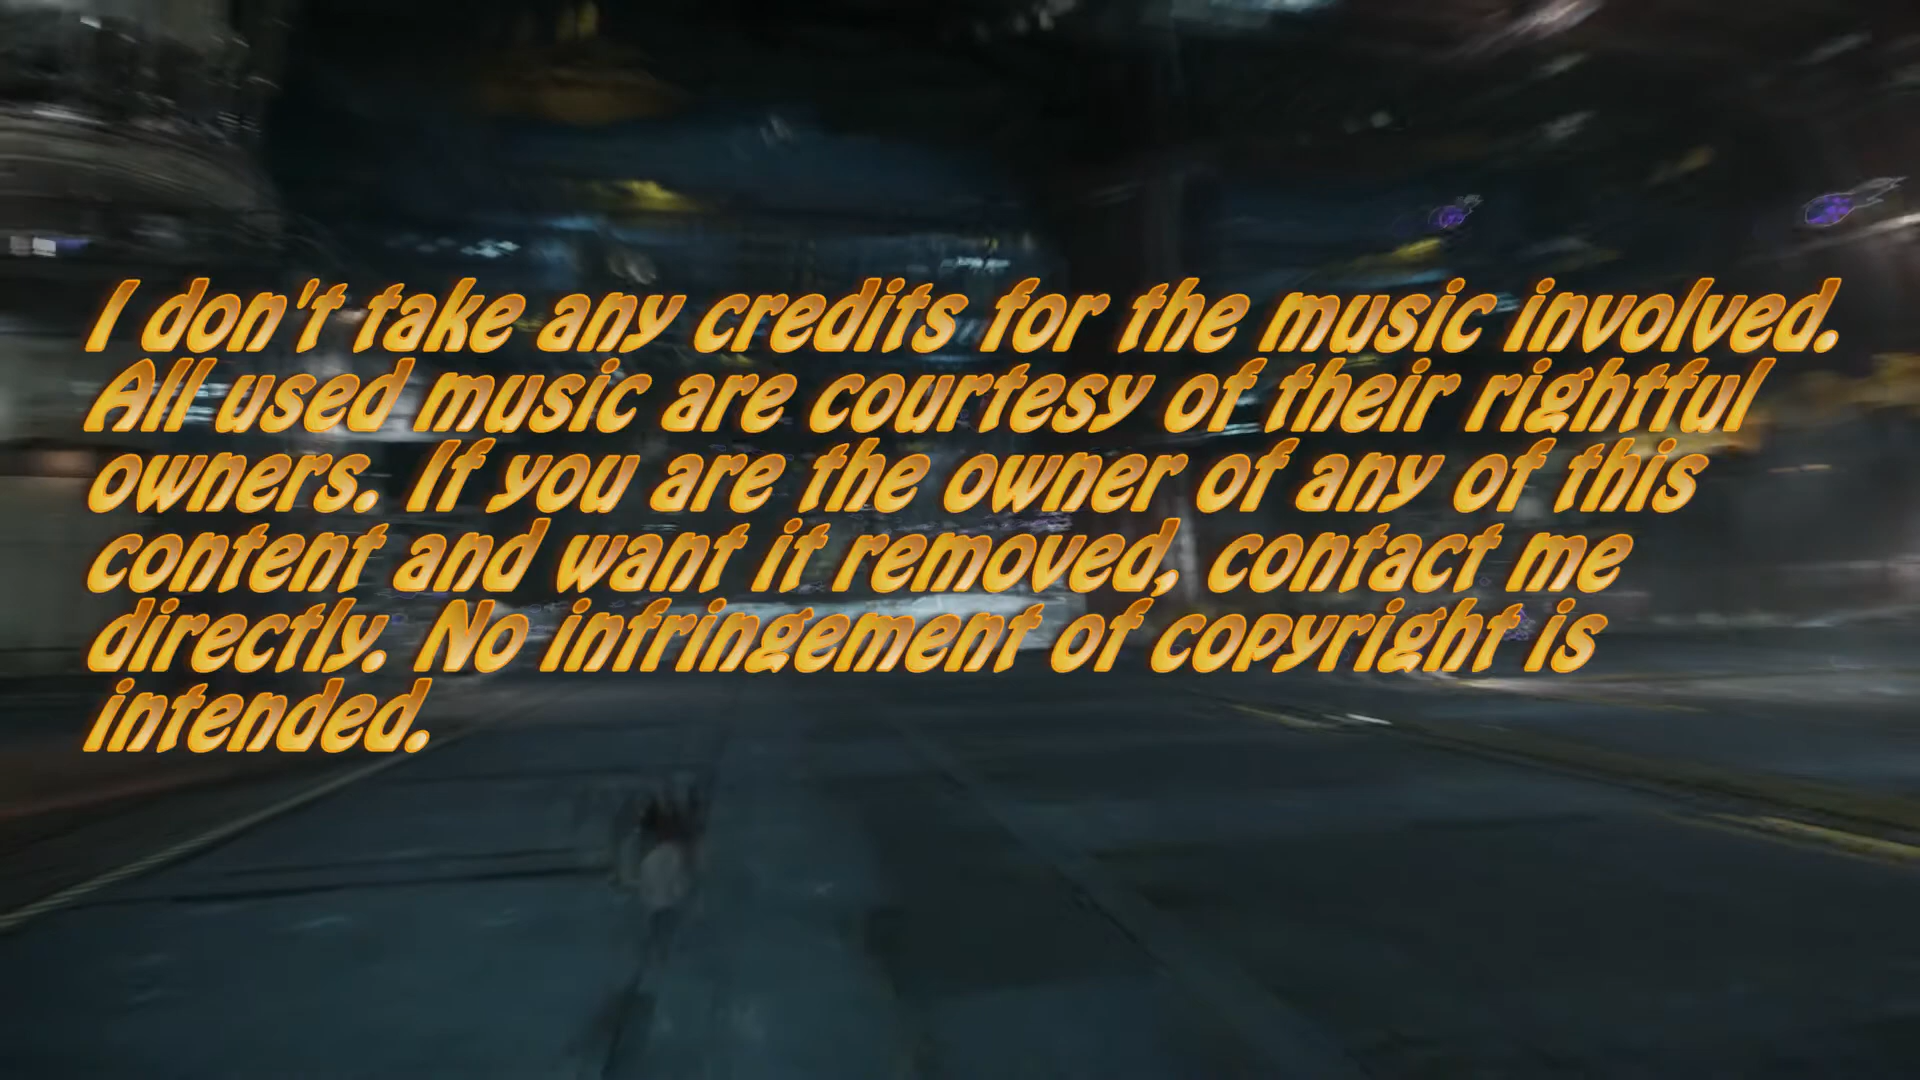 I don't take any credits for the music involved.
All used music are courtesy of their rightful
owners. If you are the owner of any of this
content and want it removed, contact me
directly. No infringement of copyright is
intended.